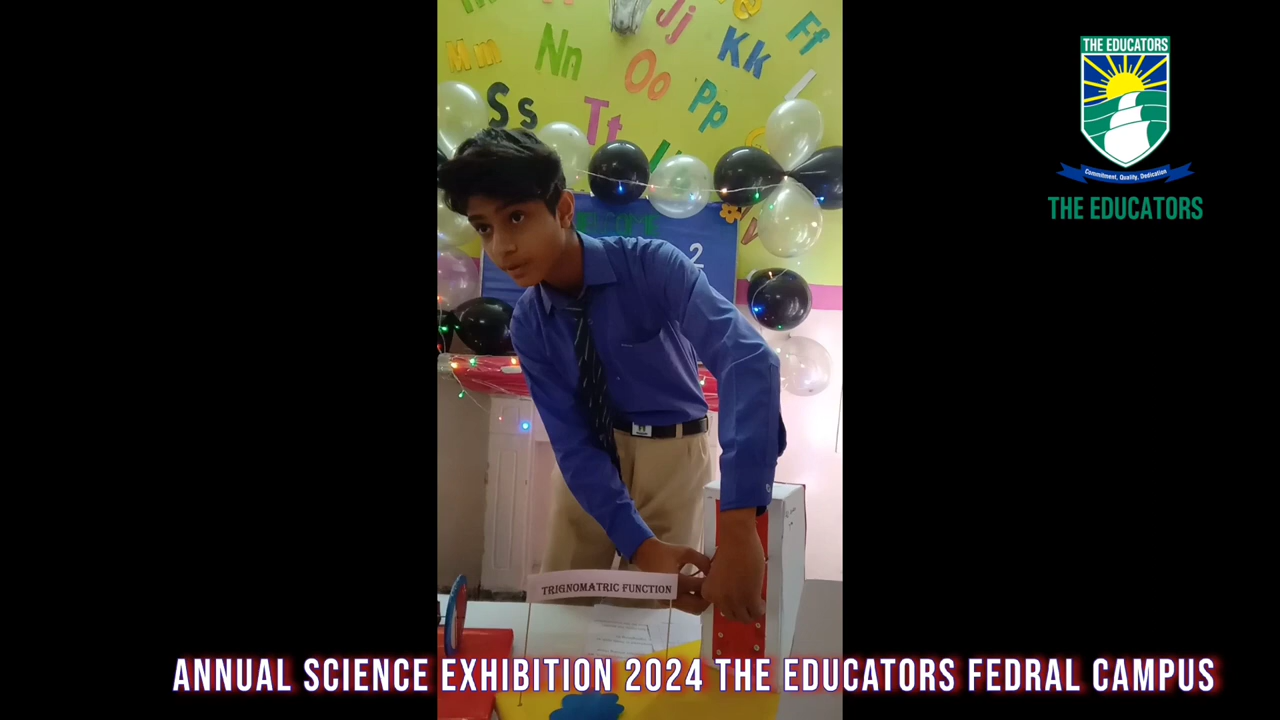 Mm
Nn
Oo
Jj
Kk
Ff
Ss
Tt
Pp
2
TRIGNOMATRIC FUNCTION
THE EDUCATORS
Commitment, Quality, Dedication
THE EDUCATORS
ANNUAL SCIENCE EXHIBITION 2024 THE EDUCATORS FEDRAL CAMPUS